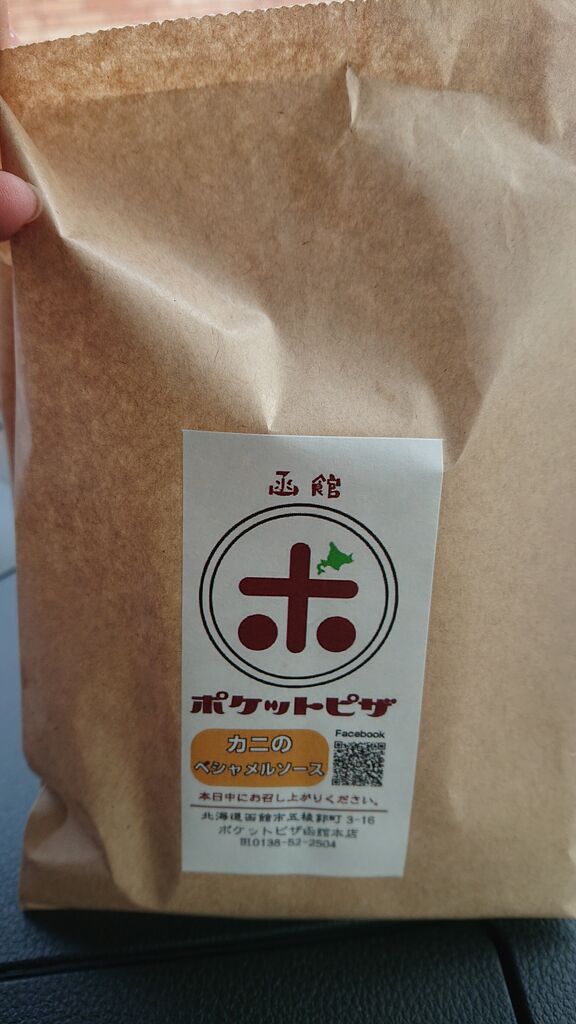 函館
ポ
ポケットピザ
Facebook
カニの
ベシャメルソース
本日中にお召し上がりください。
北海道函館市五稜郭町3-16
ポケットピザ函館本店
℡0138-52-2504